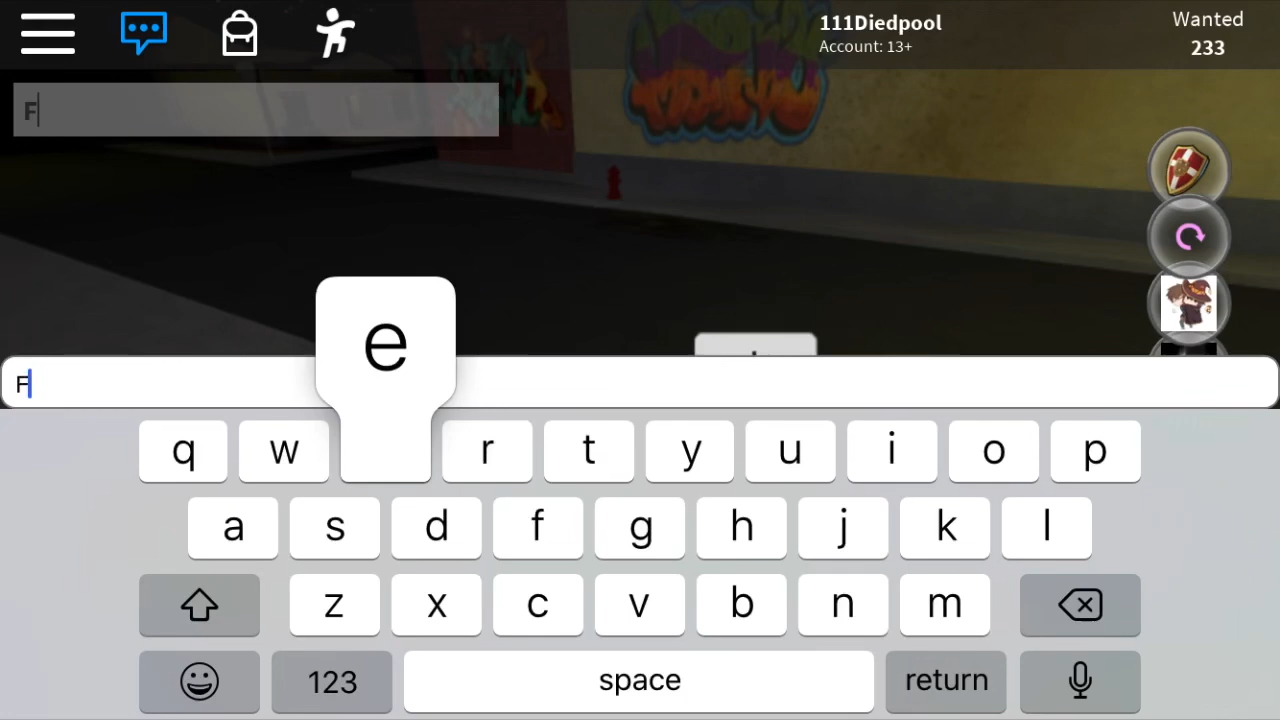 111Diedpool
Account: 13+
Wanted
233
F
F
e
q w r t y u i o p
a s d f g h j k l
z x c v b n m
123 space return